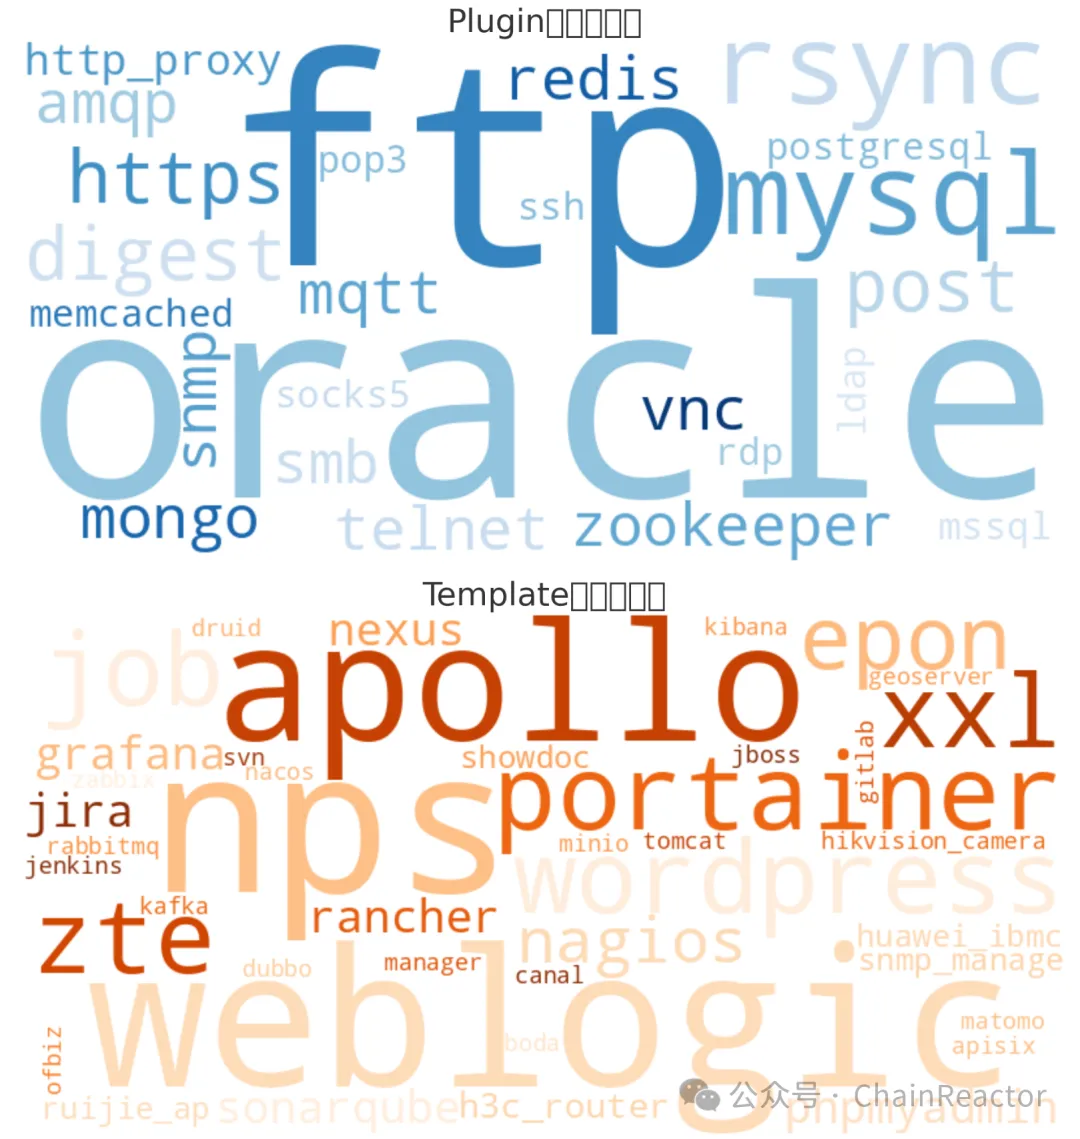 Plugin□□□□□
http_proxy
redis
rsync
amqp
ftp
postgresql
https
pop3
mysql
ssh
digest
mqtt
post
memcached
oracle
snmp
socks5
vnc
ldap
smb
rdp
mongo
telnet
zookeeper
mssql
Template□□□□□
druid
nexus
kibana
epon
job
apollo
geoserver
xxl
grafana
svn
showdoc
jboss
gitlab
nacos
zabbix
nps
portainer
jira
rabbitmq
minio
tomcat
hikvision_camera
jenkins
wordpress
kafka
zte
rancher
nagios
huawei_ibmc
manager
snmp_manage
dubbo
canal
weblogic
matomo
boda
apisix
ofbiz
ruijie_ap
sonarqube
h3c_router
phpmyadmin
公众号 · ChainReactor